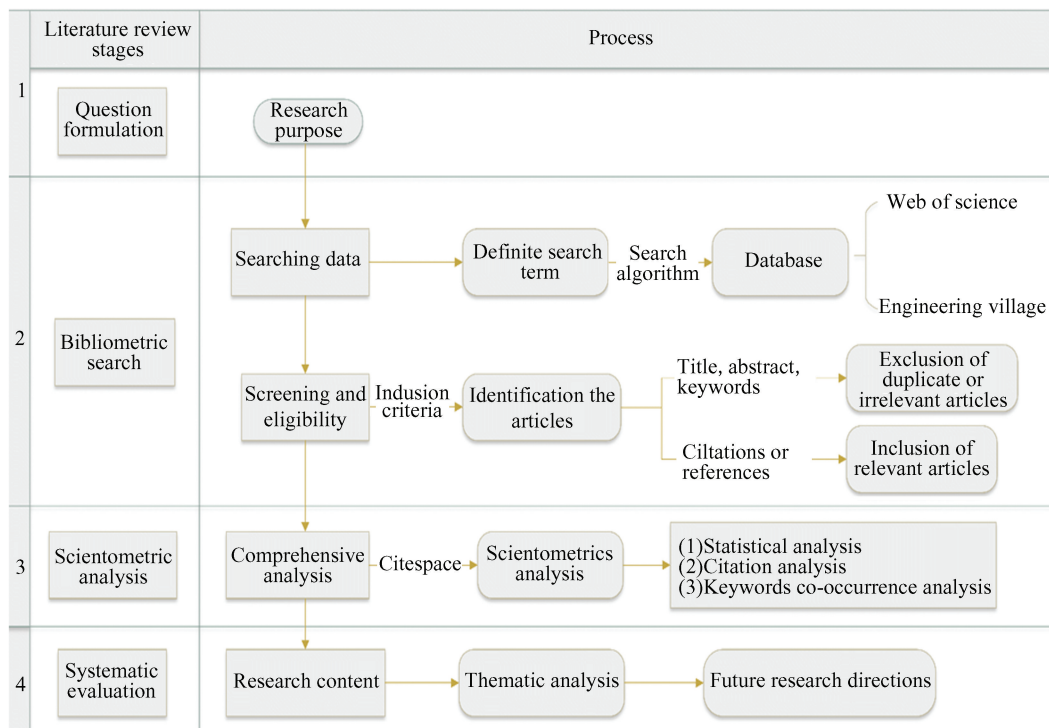 Literature review
stages
Process
1
Question
formulation
Research
purpose
2
Bibliometric
search
Searching data
Definite search
term
Search
algorithm
Database
Web of science
Engineering village
Screening and
eligibility
Indusion
criteria
Identification the
articles
Title, abstract,
keywords
Exclusion of
duplicate or
irrelevant articles
Ciltations or
references
Inclusion of
relevant articles
3
Scientometric
analysis
Comprehensive
analysis
Citespace
Scientometrics
analysis
(1)Statistical analysis
(2)Citation analysis
(3)Keywords co-occurrence analysis
4
Systematic
evaluation
Research content
Thematic analysis
Future research directions